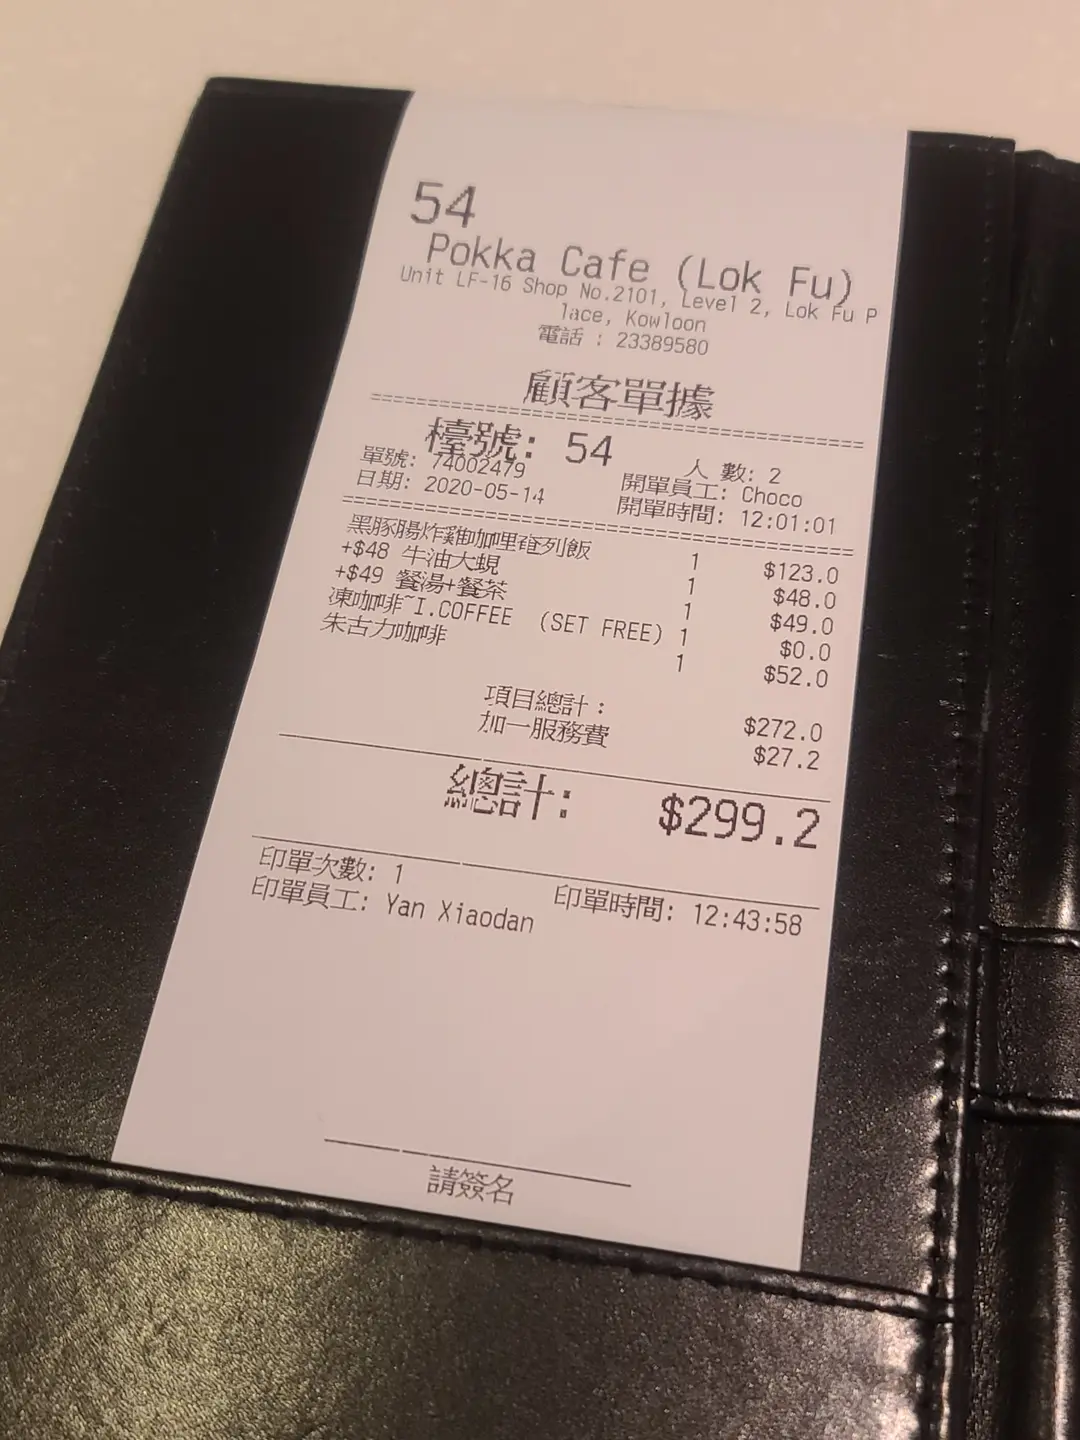 54
Pokka Cafe (Lok Fu)
Unit LF-16 Shop No.2101, Level 2, Lok Fu P
lace, Kowloon
電話 : 23389580
顧客單據
檯號: 54 人 數: 2
單號: 74002479 開單員工: Choco
日期: 2020-05-14 開單時間: 12:01:01
黑豚腸炸雞咖哩窩列飯 1 $123.0
+$48 牛油大蜆 1 $48.0
+$49 餐湯+餐茶 1 $49.0
凍咖啡~I.COFFEE (SET FREE) 1 $0.0
朱古力咖啡 1 $52.0
項目總計: $272.0
加一服務費 $27.2
總計: $299.2
印單次數: 1 印單時間: 12:43:58
印單員工: Yan Xiaodan
請簽名